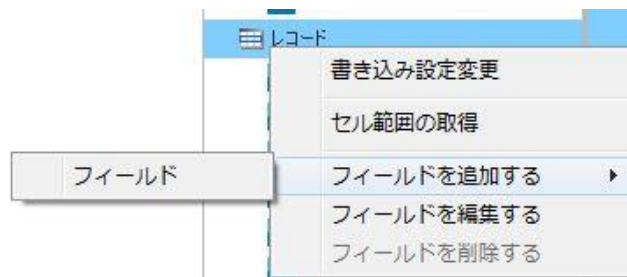 レコード
書き込み設定変更
セル範囲の取得
フィールドを追加する
フィールド
フィールドを編集する
フィールドを削除する